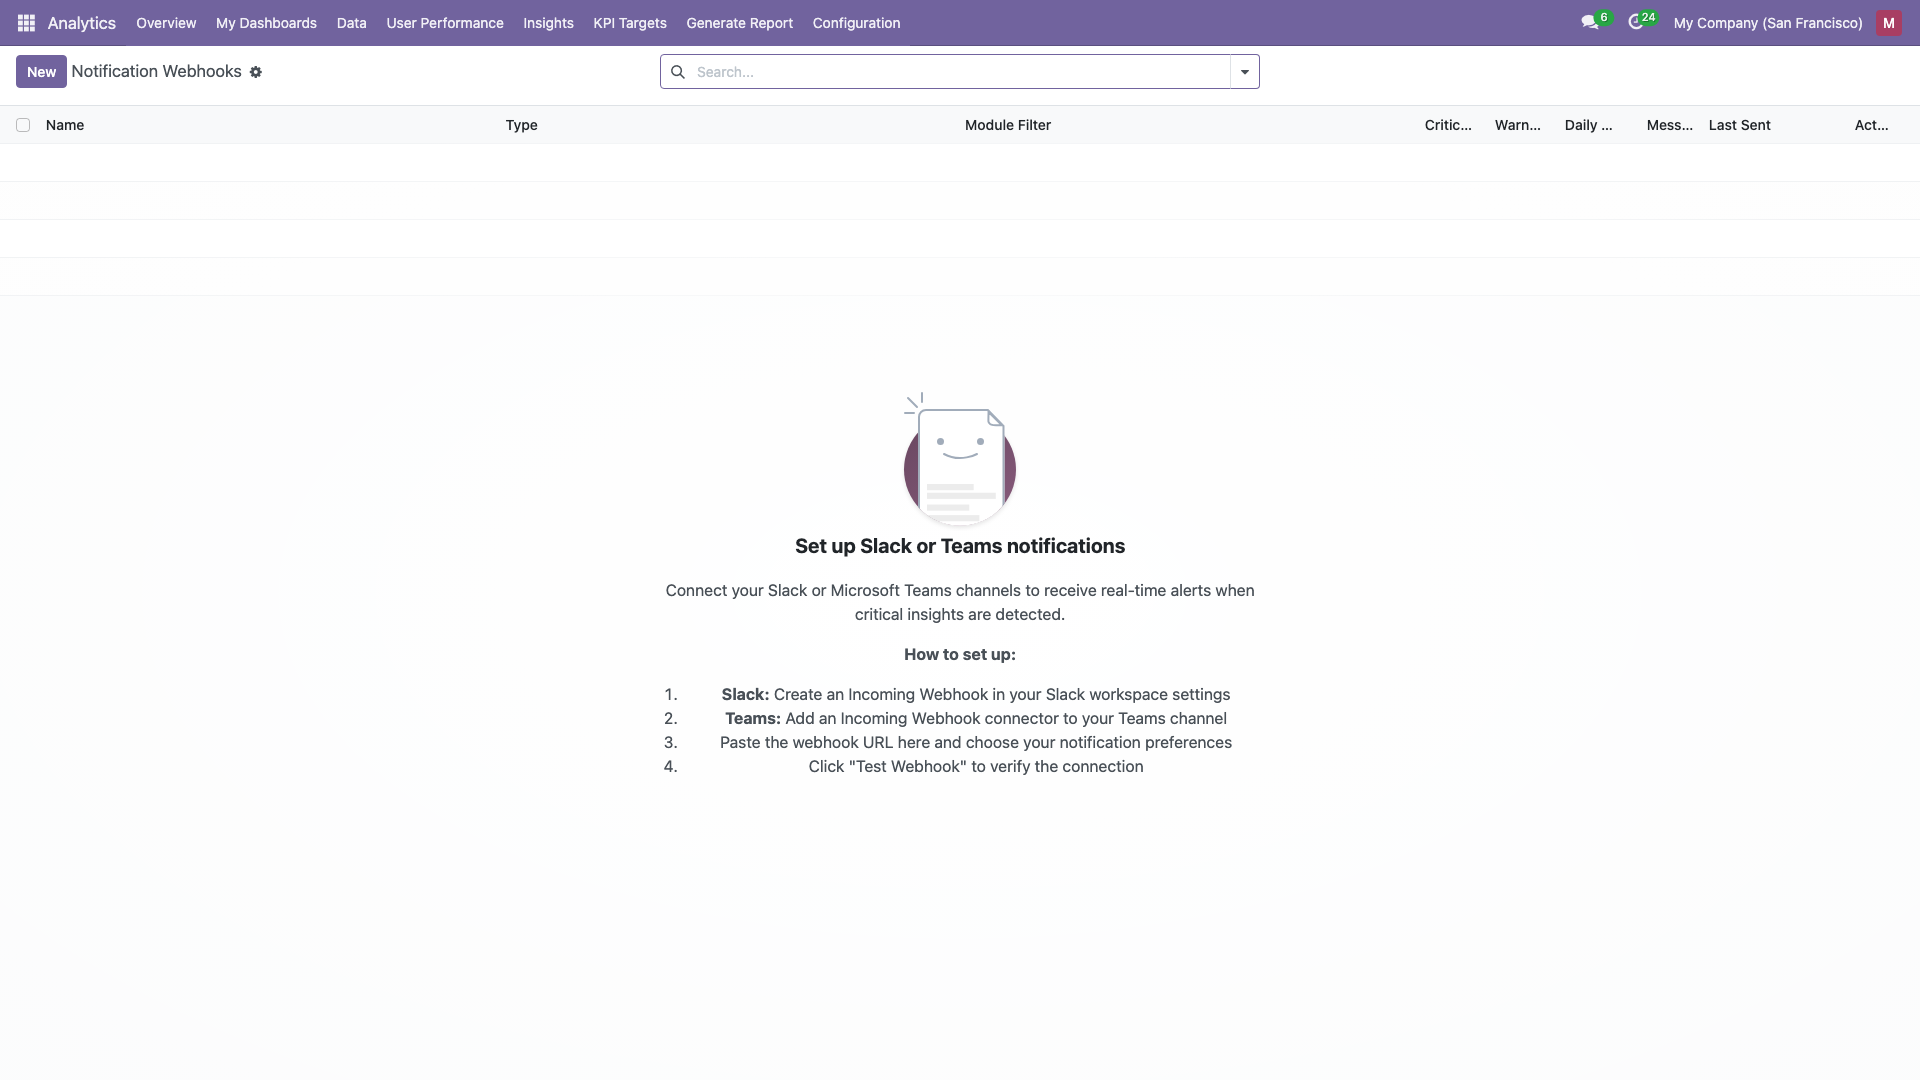 Analytics Overview My Dashboards Data User Performance Insights KPI Targets Generate Report Configuration 6 24 My Company (San Francisco) M
New Notification Webhooks Search...
Name Type Module Filter Critic... Warn... Daily ... Mess... Last Sent Act...
Set up Slack or Teams notifications
Connect your Slack or Microsoft Teams channels to receive real-time alerts when
critical insights are detected.
How to set up:
1. Slack: Create an Incoming Webhook in your Slack workspace settings
2. Teams: Add an Incoming Webhook connector to your Teams channel
3. Paste the webhook URL here and choose your notification preferences
4. Click "Test Webhook" to verify the connection